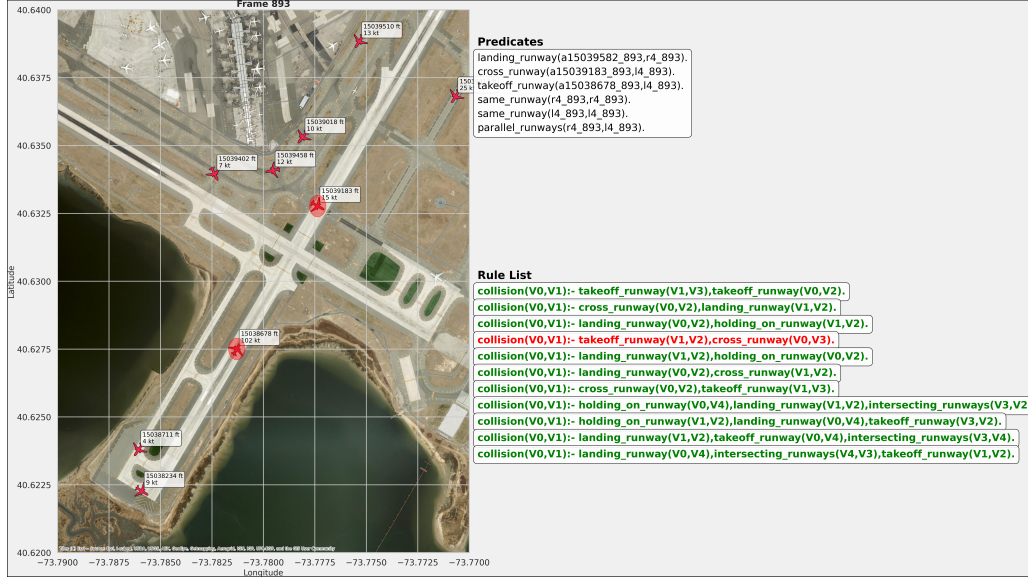 Frame 893
40.6400
40.6375
40.6350
40.6325
40.6300
40.6275
40.6250
40.6225
40.6200
Latitude
−73.7900
−73.7875
−73.7850
−73.7825
−73.7800
−73.7775
−73.7750
−73.7725
−73.7700
Longitude
15039510 ft
13 kt
1503
25 k
15039018 ft
10 kt
15039402 ft
7 kt
15039458 ft
12 kt
15039183 ft
15 kt
15038678 ft
102 kt
15038711 ft
4 kt
15038234 ft
9 kt
Predicates
landing_runway(a15039582_893,r4_893).
cross_runway(a15039183_893,l4_893).
takeoff_runway(a15038678_893,l4_893).
same_runway(r4_893,r4_893).
same_runway(l4_893,l4_893).
parallel_runways(r4_893,l4_893).
Rule List
collision(V0,V1):- takeoff_runway(V1,V3),takeoff_runway(V0,V2).
collision(V0,V1):- cross_runway(V0,V2),landing_runway(V1,V2).
collision(V0,V1):- landing_runway(V0,V2),holding_on_runway(V1,V2).
collision(V0,V1):- takeoff_runway(V1,V2),cross_runway(V0,V3).
collision(V0,V1):- landing_runway(V1,V2),holding_on_runway(V0,V2).
collision(V0,V1):- landing_runway(V0,V2),cross_runway(V1,V2).
collision(V0,V1):- cross_runway(V0,V2),takeoff_runway(V1,V3).
collision(V0,V1):- holding_on_runway(V0,V4),landing_runway(V1,V2),intersecting_runways(V3,V2
collision(V0,V1):- holding_on_runway(V1,V2),landing_runway(V0,V4),takeoff_runway(V3,V2).
collision(V0,V1):- landing_runway(V1,V2),takeoff_runway(V0,V4),intersecting_runways(V3,V4).
collision(V0,V1):- landing_runway(V0,V4),intersecting_runways(V4,V3),takeoff_runway(V1,V2).